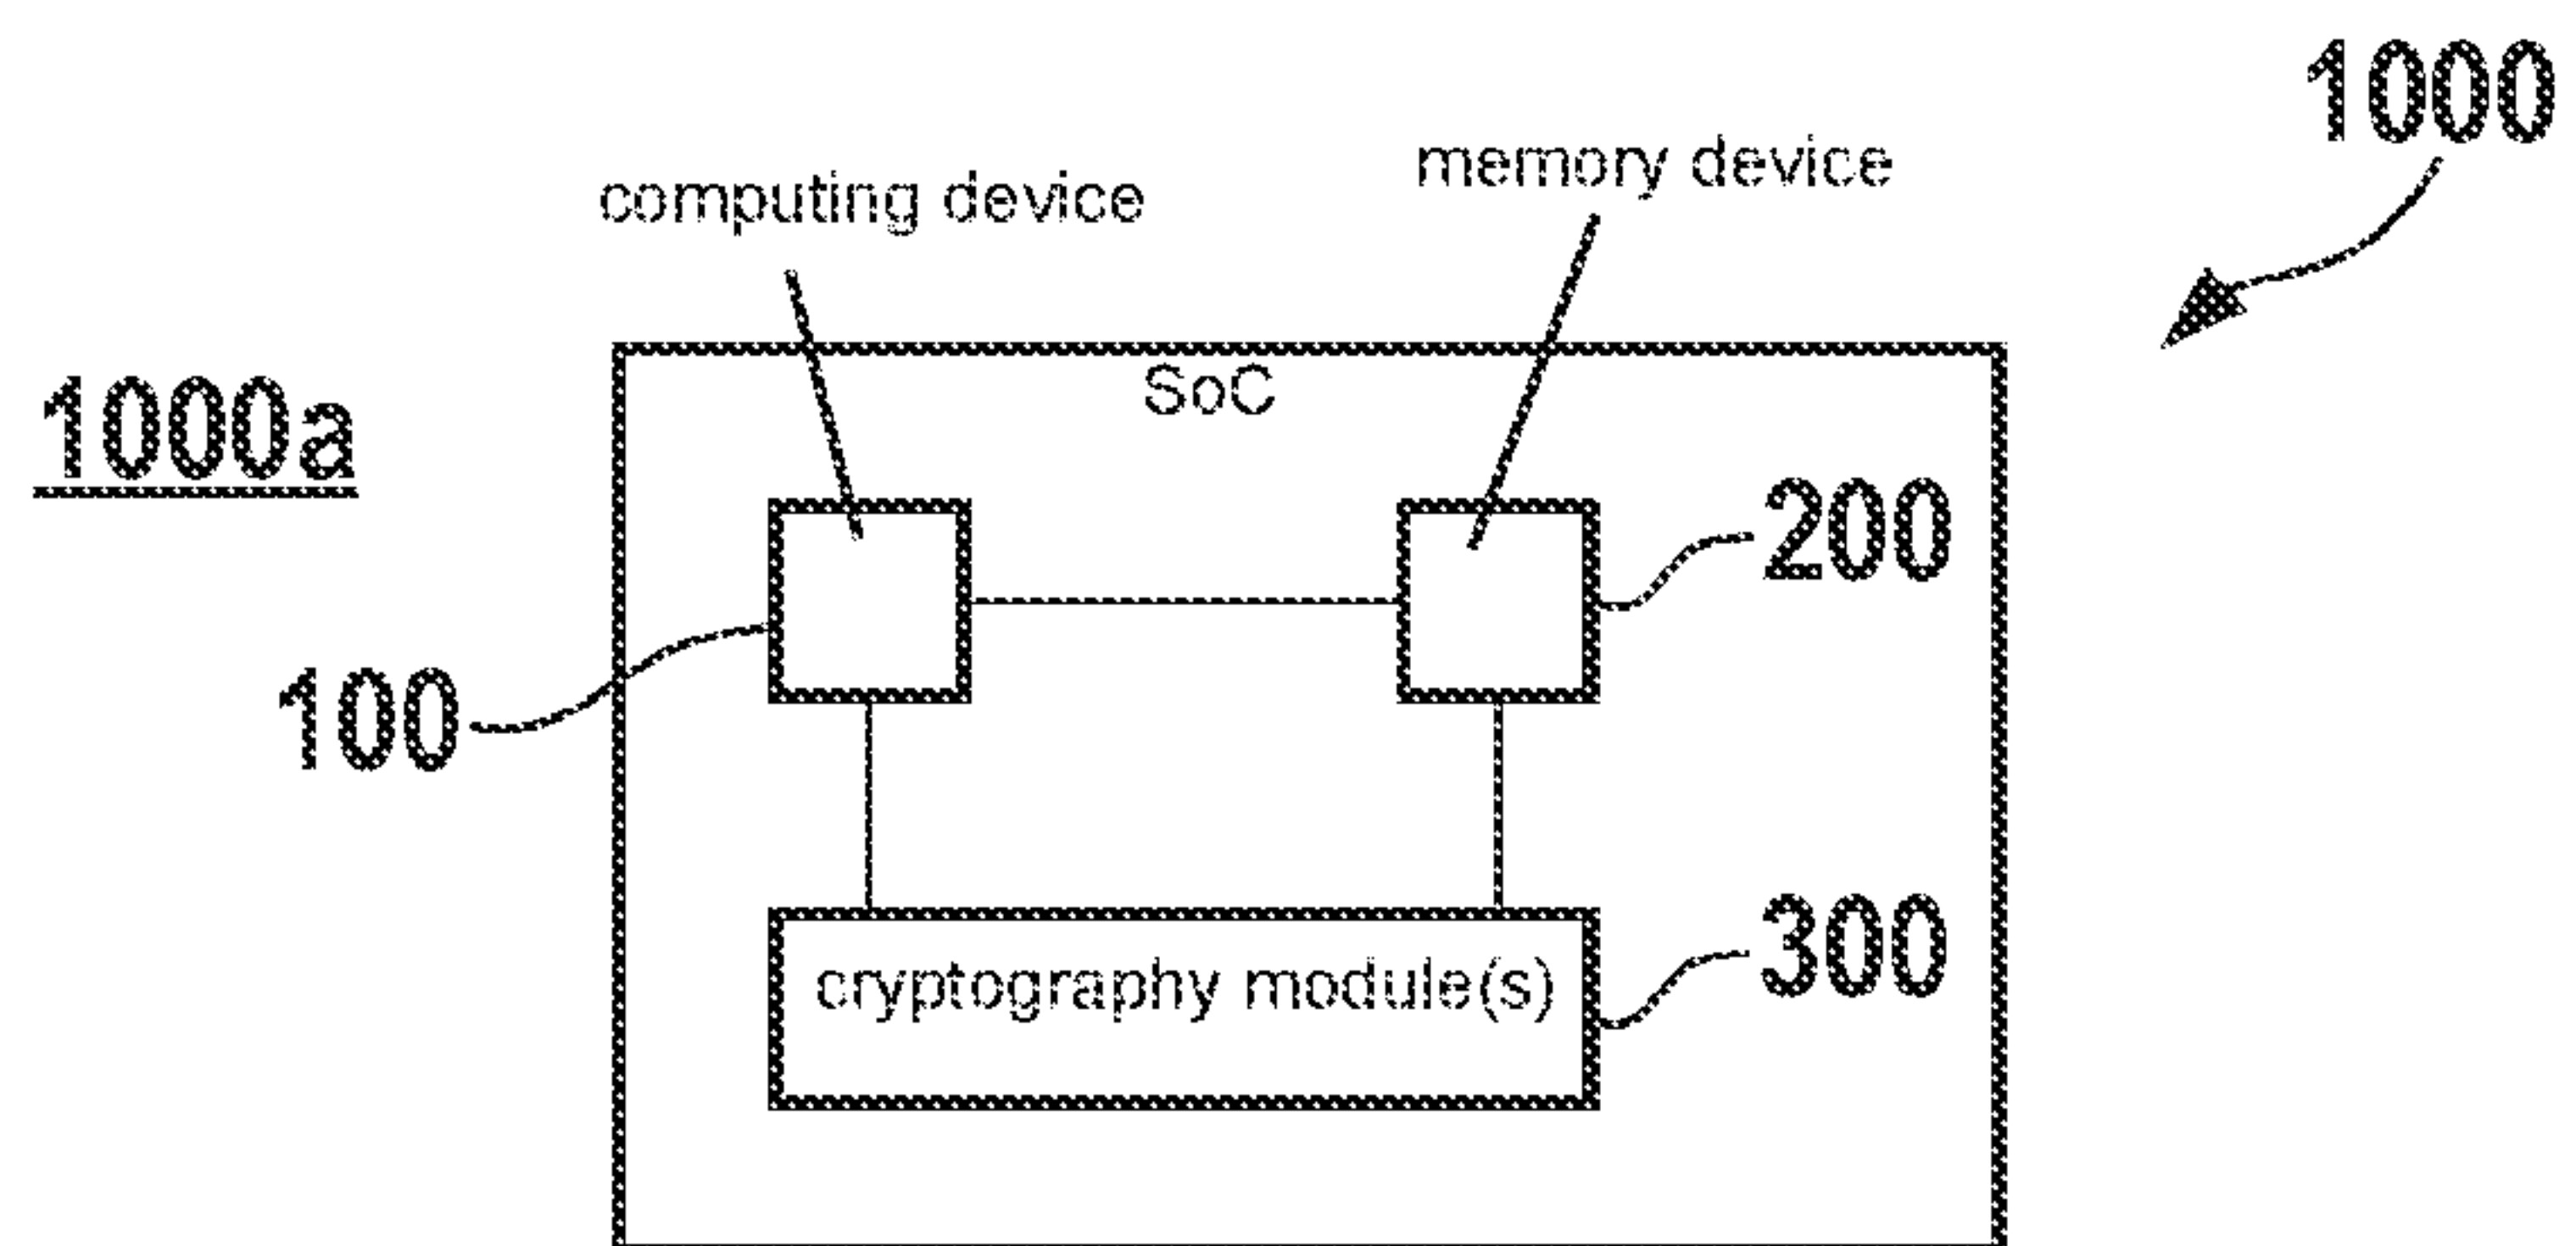 1000
memory device
computing device
SoC
1000a
200
100
300
cryptography module(s)